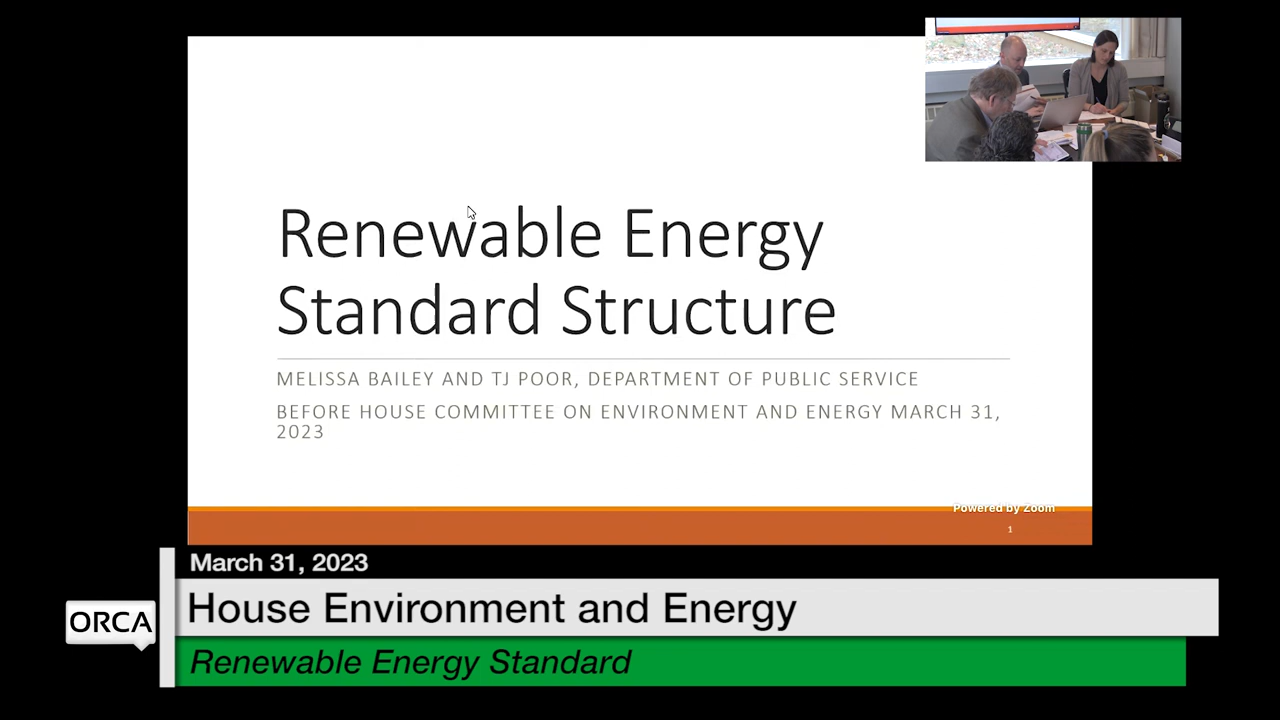 Renewable Energy
Standard Structure
MELISSA BAILEY AND TJ POOR, DEPARTMENT OF PUBLIC SERVICE
BEFORE HOUSE COMMITTEE ON ENVIRONMENT AND ENERGY MARCH 31,
2023
Powered by Zoom
1
March 31, 2023
House Environment and Energy
ORCA
Renewable Energy Standard